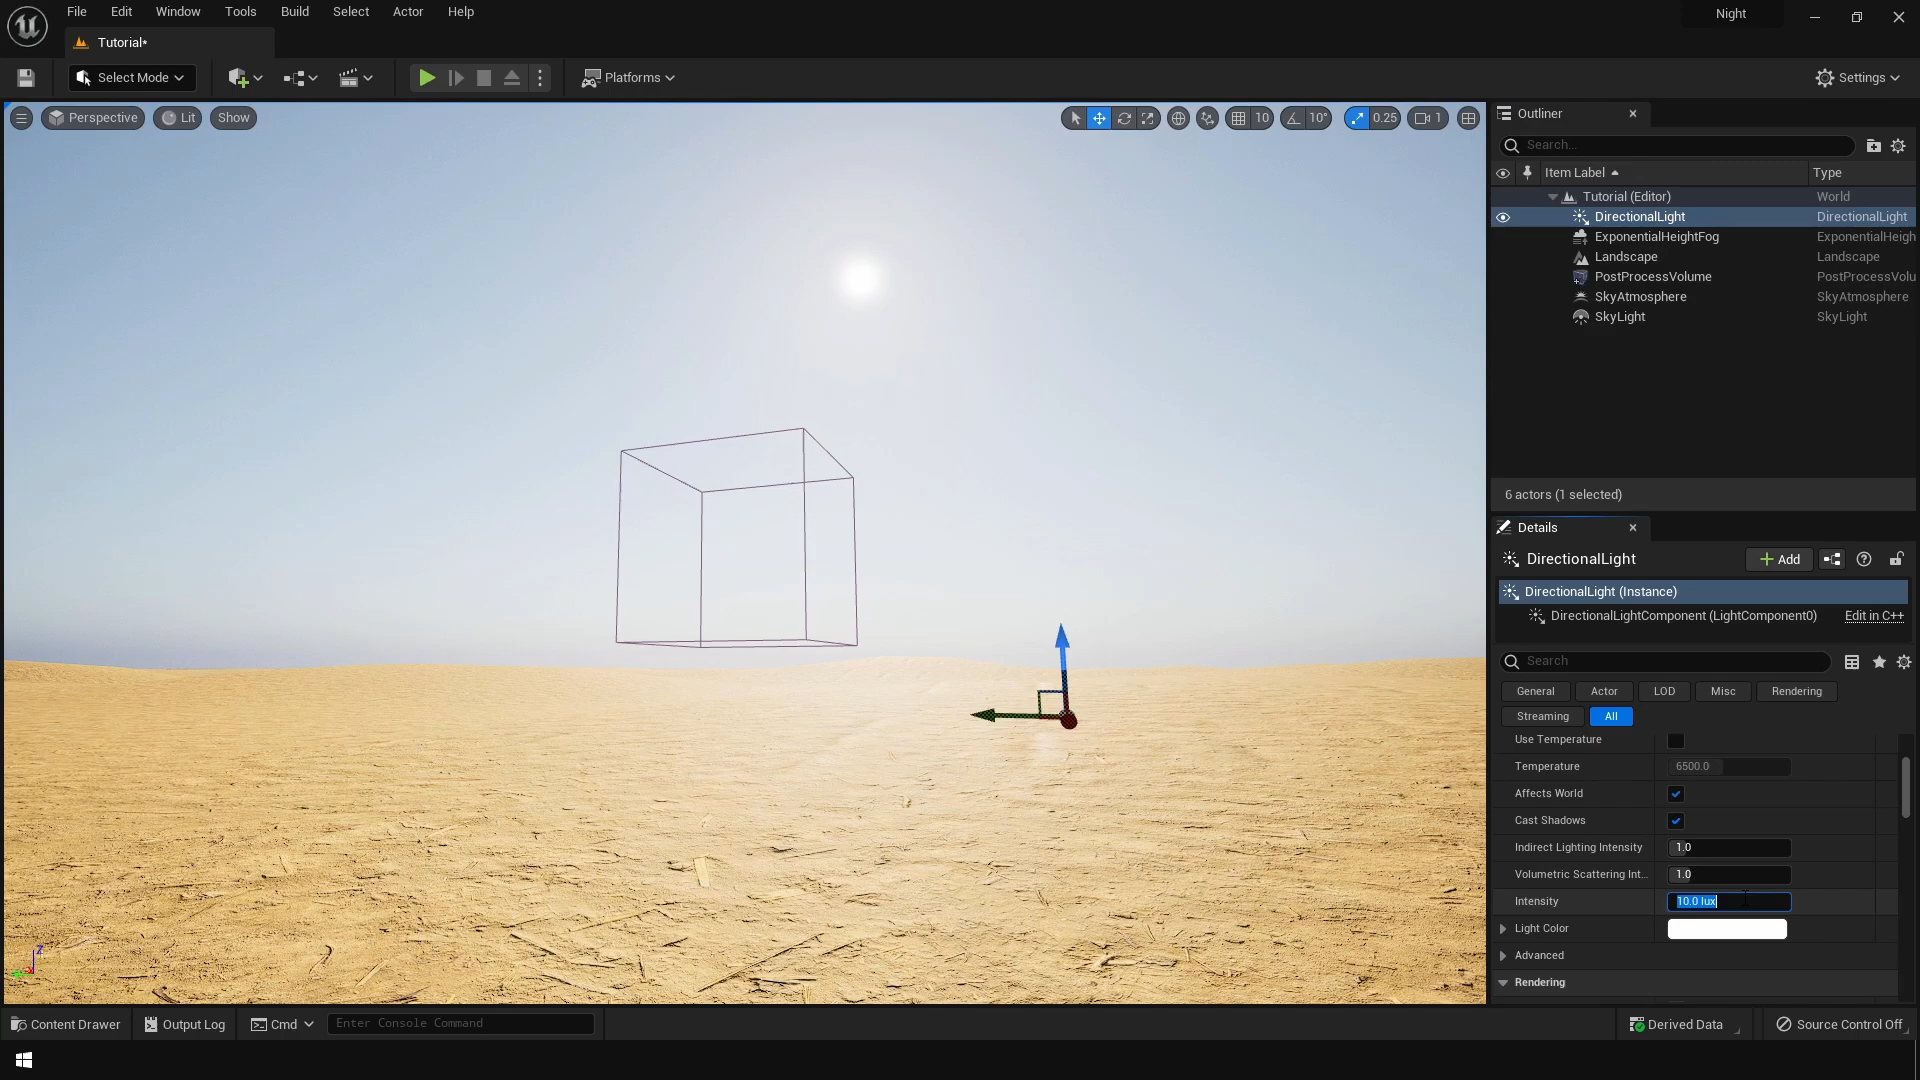 File Edit Window Tools Build Select Actor Help
Night
Tutorial*
Select Mode
Platforms
Settings
Perspective
Lit
Show
10
10°
0.25
1
Outliner
Search...
Item Label
Type
Tutorial (Editor)
World
DirectionalLight
DirectionalLight
ExponentialHeightFog
ExponentialHeigh
Landscape
Landscape
PostProcessVolume
PostProcessVolu
SkyAtmosphere
SkyAtmosphere
SkyLight
SkyLight
6 actors (1 selected)
Details
DirectionalLight
Add
DirectionalLight (Instance)
DirectionalLightComponent (LightComponent0)
Edit in C++
Search
General
Actor
LOD
Misc
Rendering
Streaming
All
Use Temperature
Temperature
6500.0
Affects World
Cast Shadows
Indirect Lighting Intensity
1.0
Volumetric Scattering Int...
1.0
Intensity
10.0 lux
Light Color
Advanced
Rendering
Z
Content Drawer
Output Log
Cmd
Enter Console Command
Derived Data
Source Control Off